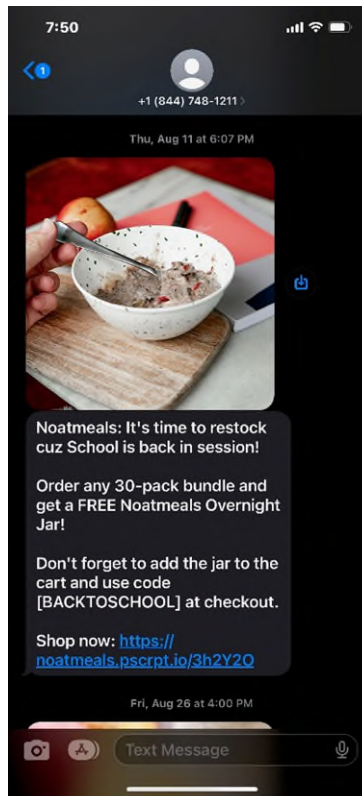 7:50
1
+1 (844) 748-1211 >
Thu, Aug 11 at 6:07 PM
Noatmeals: It's time to restock
cuz School is back in session!
Order any 30-pack bundle and
get a FREE Noatmeals Overnight
Jar!
Don't forget to add the jar to the
cart and use code
[BACKTOSCHOOL] at checkout.
Shop now: https://
noatmeals.pscrpt.io/3h2Y2O
Fri, Aug 26 at 4:00 PM
Text Message